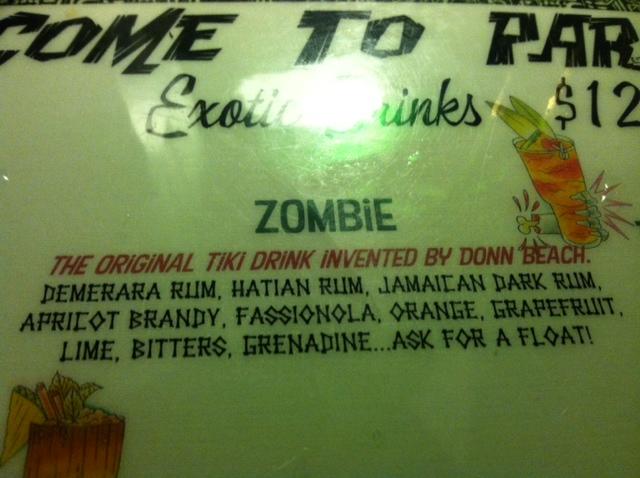 COME TO PAR
Exotic Drinks $12
ZOMBiE
THE ORiGiNAL TiKi DRINK INVENTED BY DONN BEACH.
DEMERARA RUM, HATIAN RUM, JAMAICAN DARK RUM,
APRICOT BRANDY, FASSIONOLA, ORANGE, GRAPEFRUIT,
LIME, BITTERS, GRENADINE...ASK FOR A FLOAT!